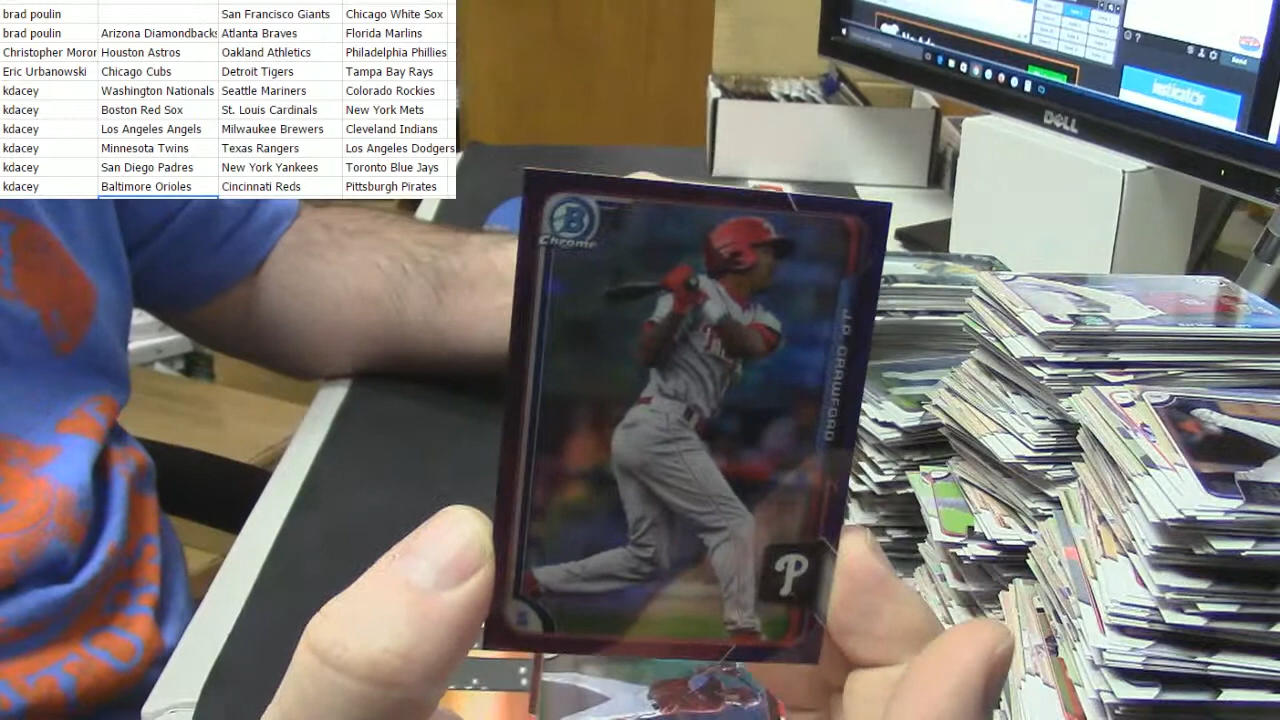 brad poulin San Francisco Giants Chicago White Sox
brad poulin Arizona Diamondbacks Atlanta Braves Florida Marlins
Christopher Moror Houston Astros Oakland Athletics Philadelphia Phillies
Eric Urbanowski Chicago Cubs Detroit Tigers Tampa Bay Rays
kdacey Washington Nationals Seattle Mariners Colorado Rockies
kdacey Boston Red Sox St. Louis Cardinals New York Mets
kdacey Los Angeles Angels Milwaukee Brewers Cleveland Indians
kdacey Minnesota Twins Texas Rangers Los Angeles Dodgers
kdacey San Diego Padres New York Yankees Toronto Blue Jays
kdacey Baltimore Orioles Cincinnati Reds Pittsburgh Pirates
DELL
B
Chrome
J.P. CRAWFORD
P